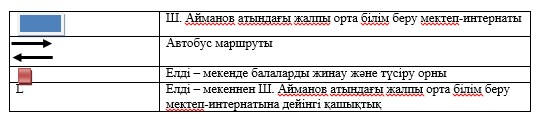 Ш. Айманов атындағы жалпы орта білім беру мектеп-интернаты
Автобус маршруты
Елді – мекенде балаларды жинау және түсіру орны
L
Елді – мекеннен Ш. Айманов атындағы жалпы орта білім беру
мектеп-интернатына дейінгі қашықтық